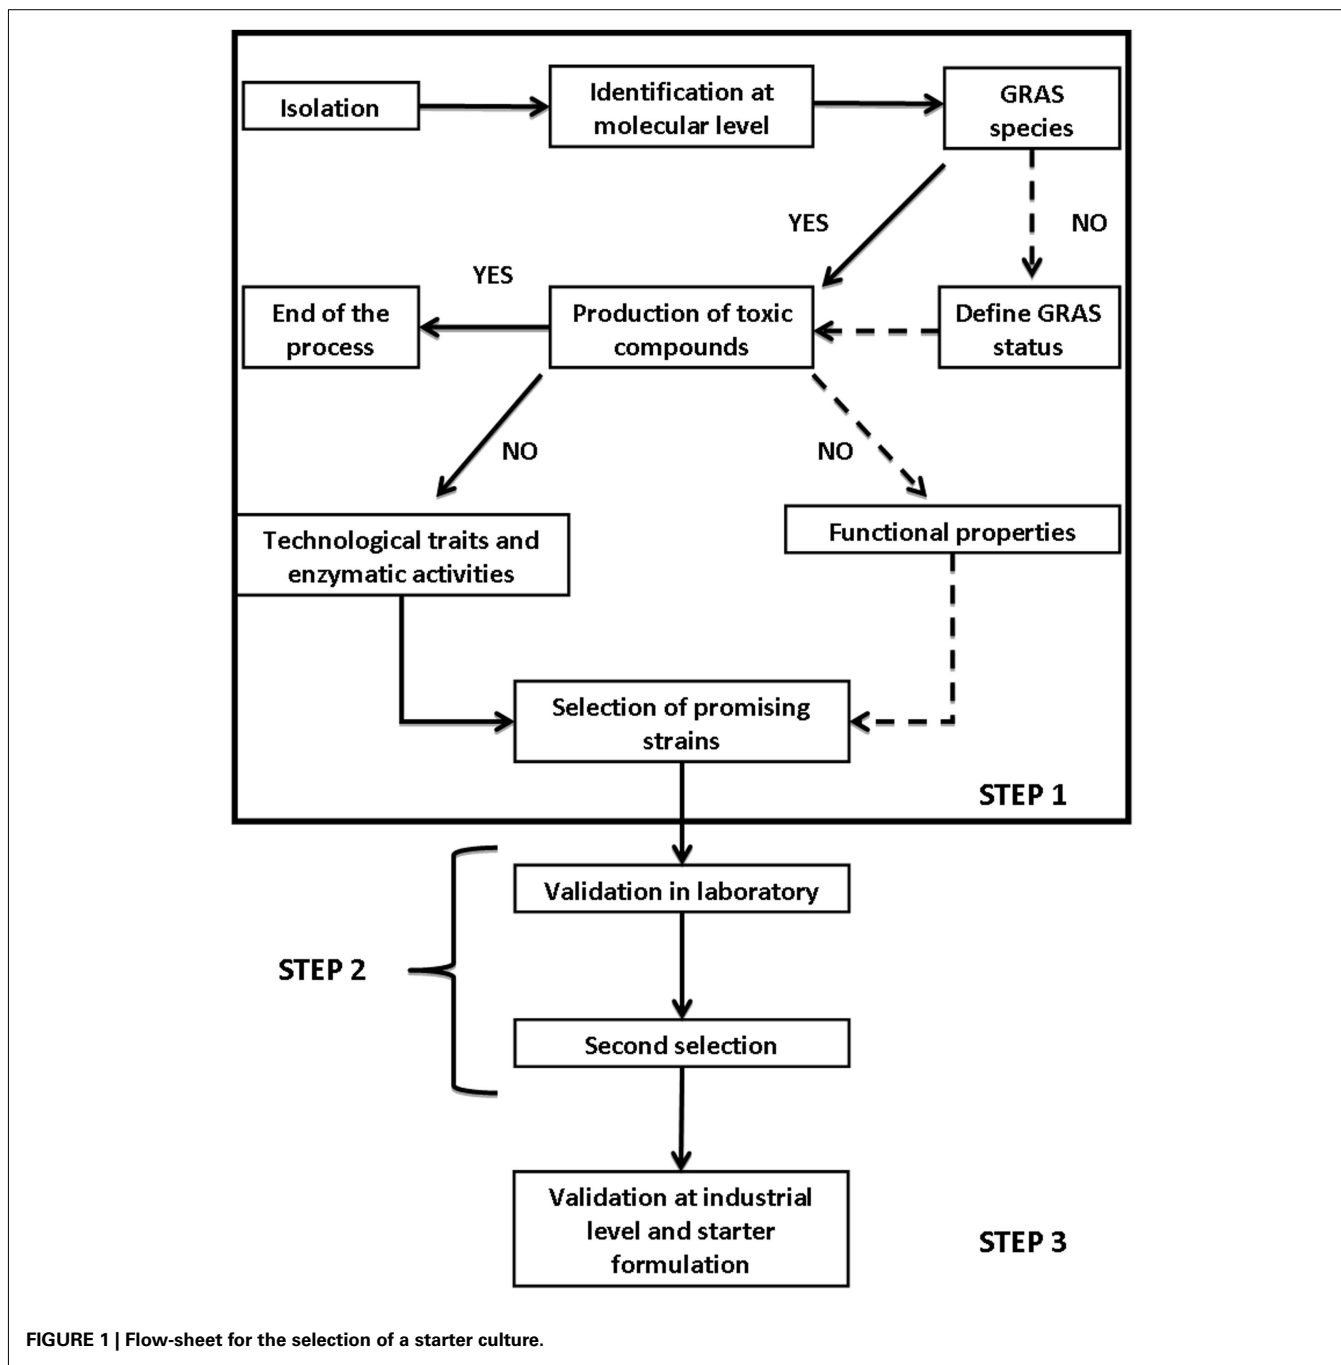 Isolation
Identification at
molecular level
GRAS
species
YES
NO
YES
End of the
process
Production of toxic
compounds
Define GRAS
status
NO
NO
Technological traits and
enzymatic activities
Functional properties
Selection of promising
strains
STEP 1
Validation in laboratory
STEP 2
Second selection
Validation at industrial
level and starter
formulation
STEP 3
FIGURE 1 | Flow-sheet for the selection of a starter culture.